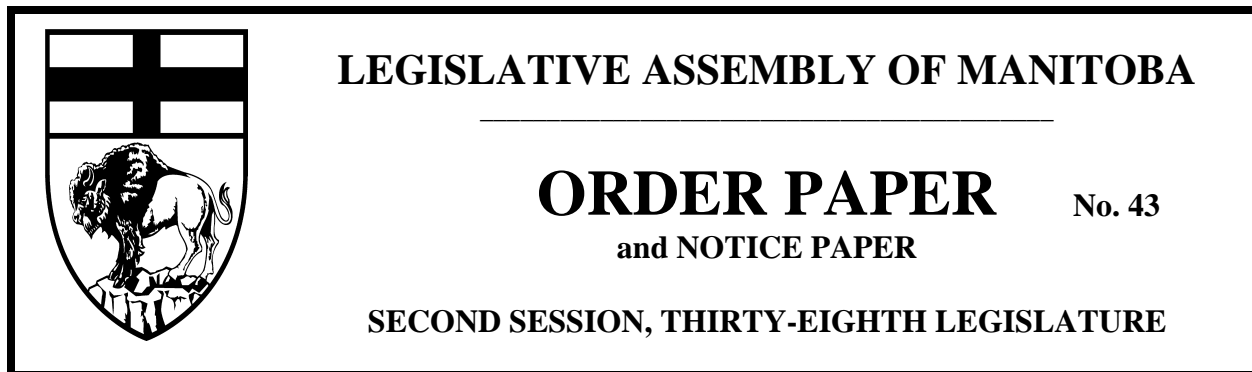 LEGISLATIVE ASSEMBLY OF MANITOBA
ORDER PAPER No. 43
and NOTICE PAPER
SECOND SESSION, THIRTY-EIGHTH LEGISLATURE